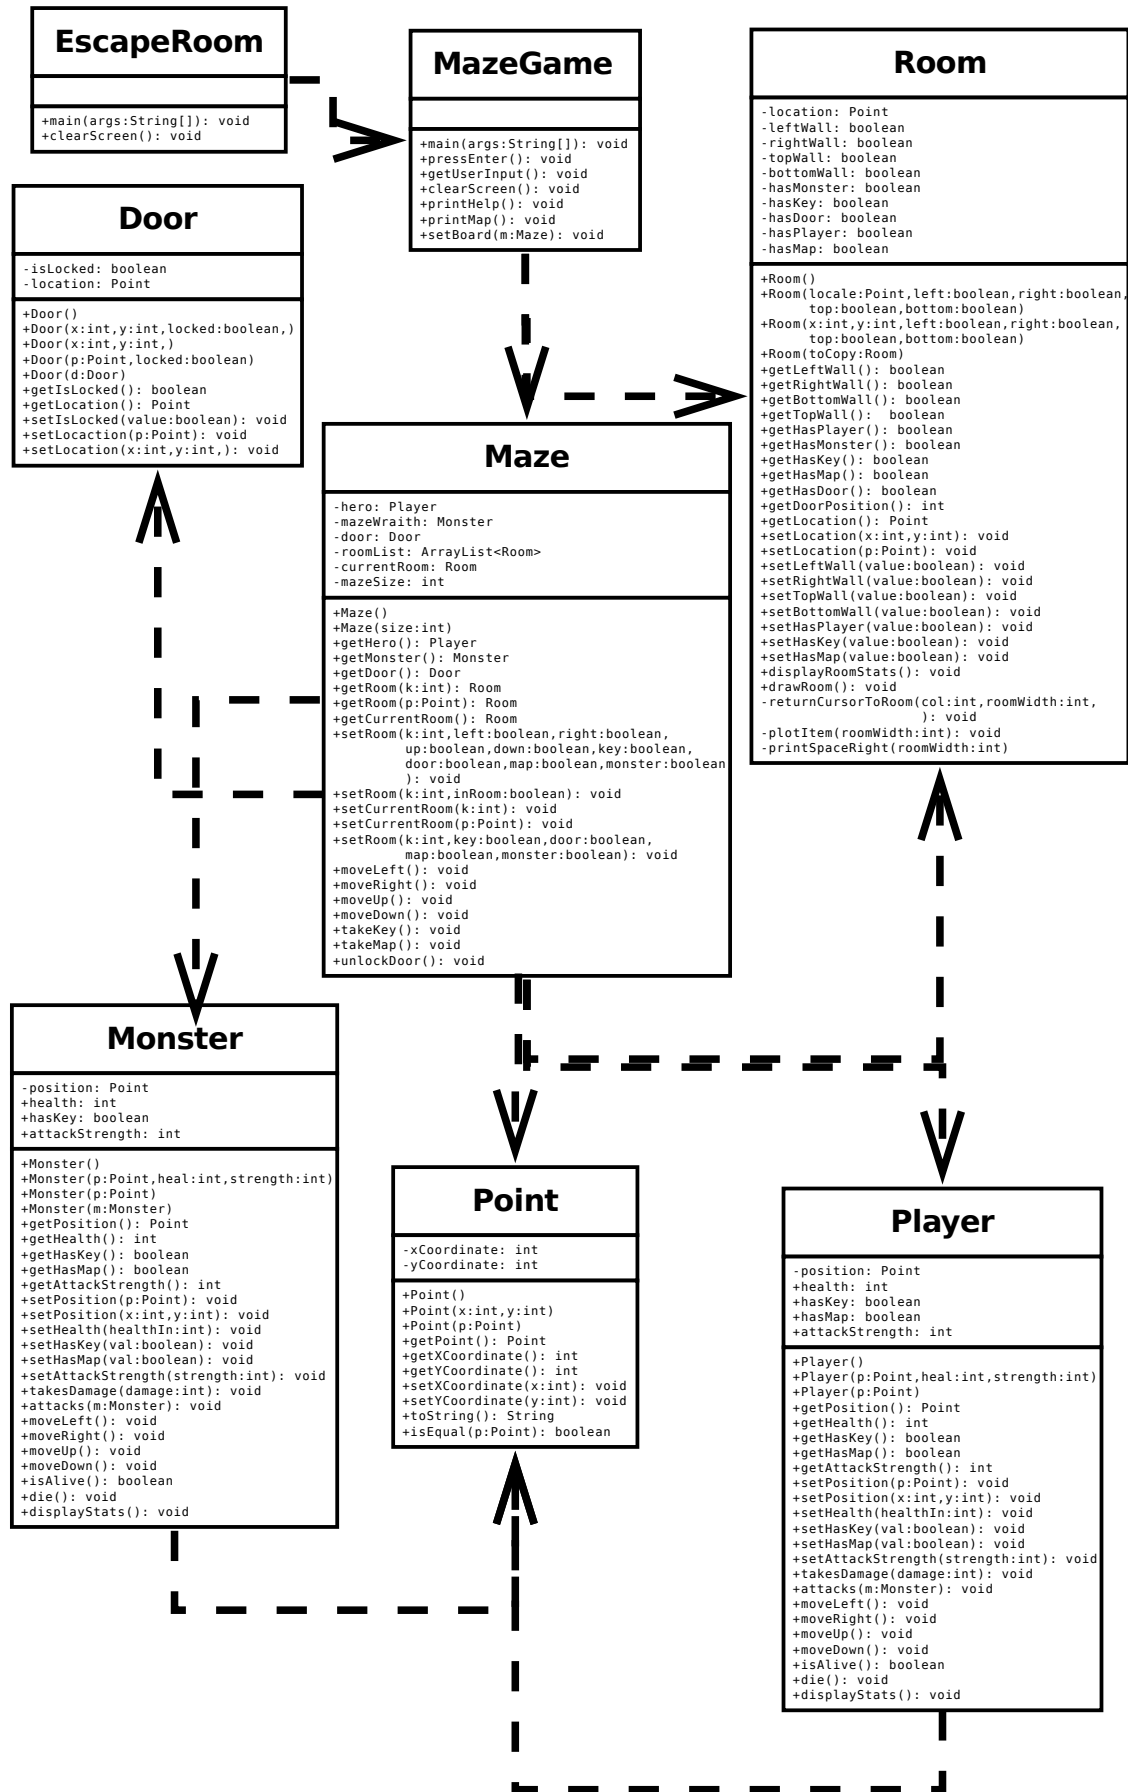 EscapeRoom
+main(args:String[]): void
+clearScreen(): void
MazeGame
+main(args:String[]): void
+pressEnter(): void
+getUserInput(): void
+clearScreen(): void
+printHelp(): void
+printMap(): void
+setBoard(m:Maze): void
Room
-location: Point
-leftWall: boolean
-rightWall: boolean
-topWall: boolean
-bottomWall: boolean
-hasMonster: boolean
-hasKey: boolean
-hasDoor: boolean
-hasPlayer: boolean
-hasMap: boolean
+Room()
+Room(locale:Point,left:boolean,right:boolean,
top:boolean,bottom:boolean)
+Room(x:int,y:int,left:boolean,right:boolean,
top:boolean,bottom:boolean)
+Room(toCopy:Room)
+getLeftWall(): boolean
+getRightWall(): boolean
+getBottomWall(): boolean
+getTopWall():  boolean
+getHasPlayer(): boolean
+getHasMonster(): boolean
+getHasKey(): boolean
+getHasMap(): boolean
+getHasDoor(): boolean
+getDoorPosition(): int
+getLocation(): Point
+setLocation(x:int,y:int): void
+setLocation(p:Point): void
+setLeftWall(value:boolean): void
+setRightWall(value:boolean): void
+setTopWall(value:boolean): void
+setBottomWall(value:boolean): void
+setHasPlayer(value:boolean): void
+setHasKey(value:boolean): void
+setHasMap(value:boolean): void
+displayRoomStats(): void
+drawRoom(): void
-returnCursorToRoom(col:int,roomWidth:int,
): void
-plotItem(roomWidth:int): void
-printSpaceRight(roomWidth:int)
Door
-isLocked: boolean
-location: Point
+Door()
+Door(x:int,y:int,locked:boolean,)
+Door(x:int,y:int,)
+Door(p:Point,locked:boolean)
+Door(d:Door)
+getIsLocked(): boolean
+getLocation(): Point
+setIsLocked(value:boolean): void
+setLocaction(p:Point): void
+setLocation(x:int,y:int,): void
Maze
-hero: Player
-mazeWraith: Monster
-door: Door
-roomList: ArrayList<Room>
-currentRoom: Room
-mazeSize: int
+Maze()
+Maze(size:int)
+getHero(): Player
+getMonster(): Monster
+getDoor(): Door
+getRoom(k:int): Room
+getRoom(p:Point): Room
+getCurrentRoom(): Room
+setRoom(k:int,left:boolean,right:boolean,
up:boolean,down:boolean,key:boolean,
door:boolean,map:boolean,monster:boolean
): void
+setRoom(k:int,inRoom:boolean): void
+setCurrentRoom(k:int): void
+setCurrentRoom(p:Point): void
+setRoom(k:int,key:boolean,door:boolean,
map:boolean,monster:boolean): void
+moveLeft(): void
+moveRight(): void
+moveUp(): void
+moveDown(): void
+takeKey(): void
+takeMap(): void
+unlockDoor(): void
Monster
-position: Point
+health: int
+hasKey: boolean
+attackStrength: int
+Monster()
+Monster(p:Point,heal:int,strength:int)
+Monster(p:Point)
+Monster(m:Monster)
+getPosition(): Point
+getHealth(): int
+getHasKey(): boolean
+getHasMap(): boolean
+getAttackStrength(): int
+setPosition(p:Point): void
+setPosition(x:int,y:int): void
+setHealth(healthIn:int): void
+setHasKey(val:boolean): void
+setHasMap(val:boolean): void
+setAttackStrength(strength:int): void
+takesDamage(damage:int): void
+attacks(m:Monster): void
+moveLeft(): void
+moveRight(): void
+moveUp(): void
+moveDown(): void
+isAlive(): boolean
+die(): void
+displayStats(): void
Point
-xCoordinate: int
-yCoordinate: int
+Point()
+Point(x:int,y:int)
+Point(p:Point)
+getPoint(): Point
+getXCoordinate(): int
+getYCoordinate(): int
+setXCoordinate(x:int): void
+setYCoordinate(y:int): void
+toString(): String
+isEqual(p:Point): boolean
Player
-position: Point
+health: int
+hasKey: boolean
+hasMap: boolean
+attackStrength: int
+Player()
+Player(p:Point,heal:int,strength:int)
+Player(p:Point)
+getPosition(): Point
+getHealth(): int
+getHasKey(): boolean
+getHasMap(): boolean
+getAttackStrength(): int
+setPosition(p:Point): void
+setPosition(x:int,y:int): void
+setHealth(healthIn:int): void
+setHasKey(val:boolean): void
+setHasMap(val:boolean): void
+setAttackStrength(strength:int): void
+takesDamage(damage:int): void
+attacks(m:Monster): void
+moveLeft(): void
+moveRight(): void
+moveUp(): void
+moveDown(): void
+isAlive(): boolean
+die(): void
+displayStats(): void